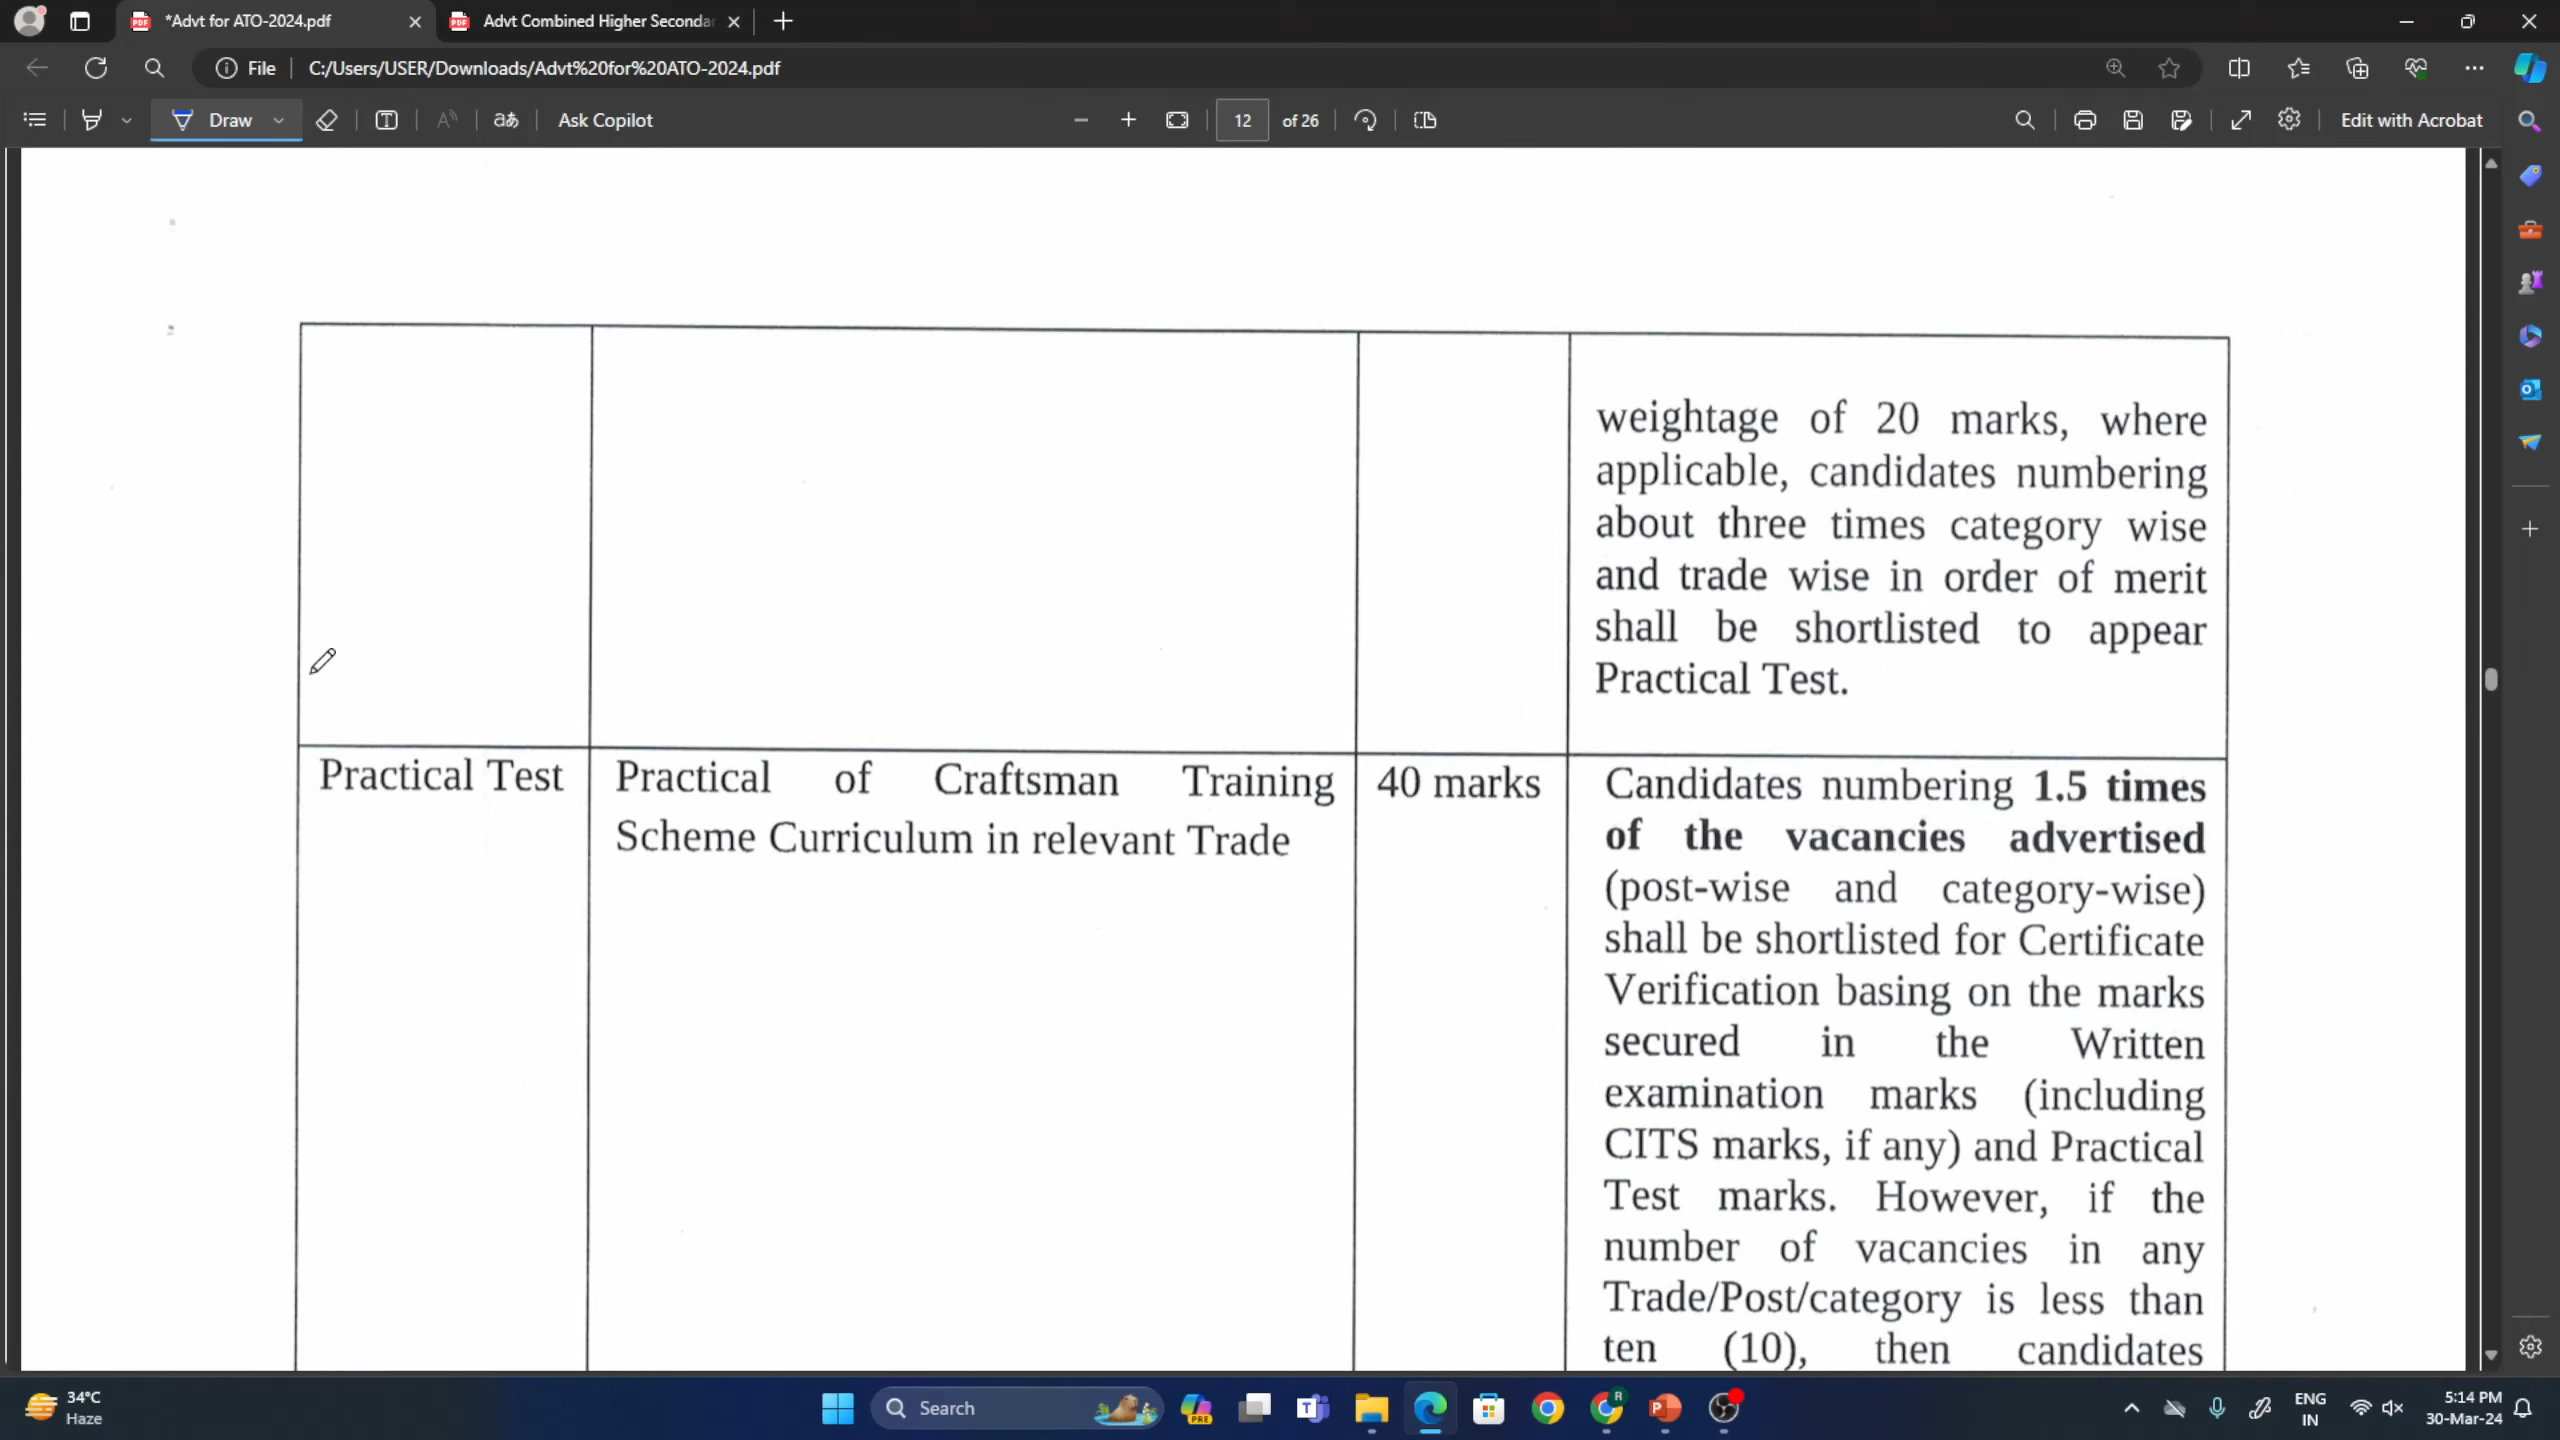 *Advt for ATO-2024.pdf
Advt Combined Higher Seconda
File
C:/Users/USER/Downloads/Advt%20for%20ATO-2024.pdf
Draw
aあ
Ask Copilot
12 of 26
Edit with Acrobat
weightage of 20 marks, where
applicable, candidates numbering
about three times category wise
and trade wise in order of merit
shall be shortlisted to appear
Practical Test.
Practical Test
Practical of Craftsman Training
Scheme Curriculum in relevant Trade
40 marks
Candidates numbering 1.5 times
of the vacancies advertised
(post-wise and category-wise)
shall be shortlisted for Certificate
Verification basing on the marks
secured in the Written
examination marks (including
CITS marks, if any) and Practical
Test marks. However, if the
number of vacancies in any
Trade/Post/category is less than
ten (10), then candidates
34°C
Haze
Search
PRE
ENG
IN
5:14 PM
30-Mar-24